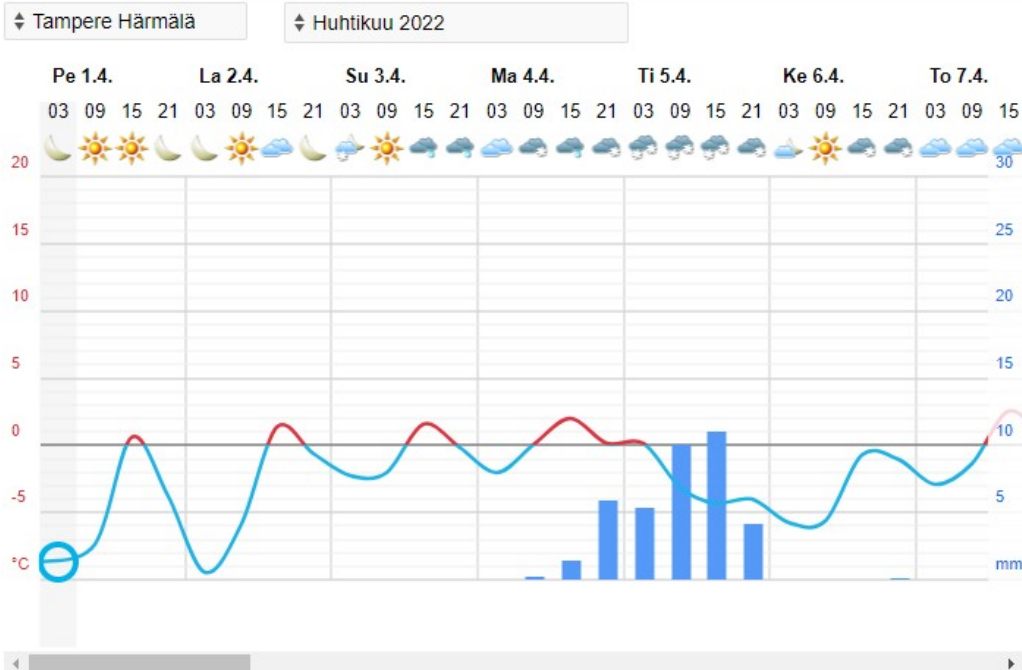 Tampere Härmälä Huhtikuu 2022
Pe 1.4. La 2.4. Su 3.4. Ma 4.4. Ti 5.4. Ke 6.4. To 7.4.
03 09 15 21 03 09 15 21 03 09 15 21 03 09 15 21 03 09 15 21 03 09 15 21 03 09 15
20 30
15 25
10 20
5 15
0 10
-5 5
°C mm